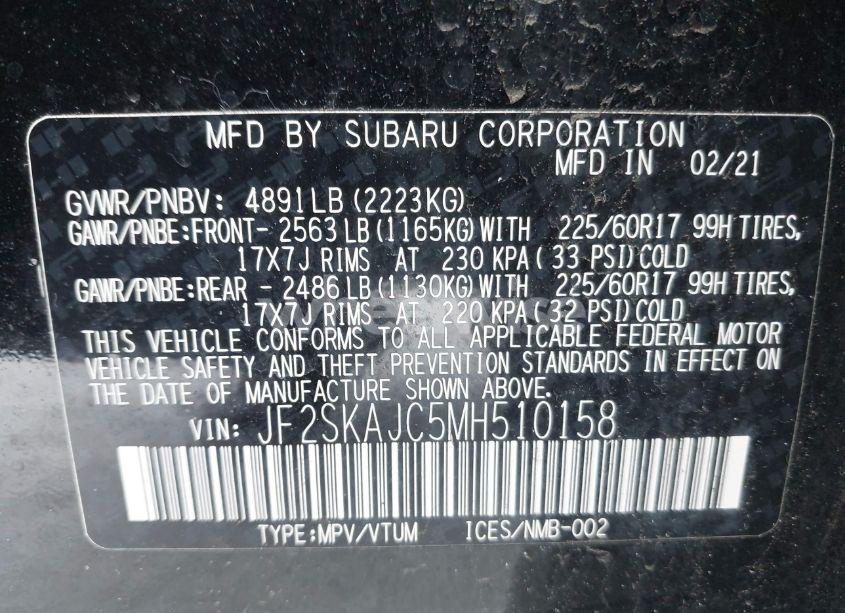 MFD BY SUBARU CORPORATION
MFD IN 02/21
GVWR/PNBV: 4891LB (2223KG)
GAWR/PNBE:FRONT- 2563 LB (1165KG) WITH 225/60R17 99H TIRES,
17X7J RIMS AT 230 KPA ( 33 PSI) COLD
GAWR/PNBE:REAR - 2486 LB (1130KG) WITH 225/60R17 99H TIRES,
17X7J RIMS AT 220 KPA (32 PSI) COLD
THIS VEHICLE CONFORMS TO ALL APPLICABLE FEDERAL MOTOR
VEHICLE SAFETY AND THEFT PREVENTION STANDARDS IN EFFECT ON
THE DATE OF MANUFACTURE SHOWN ABOVE.
VIN: JF2SKAJC5MH510158
TYPE:MPV/VTUM ICES/NMB-002